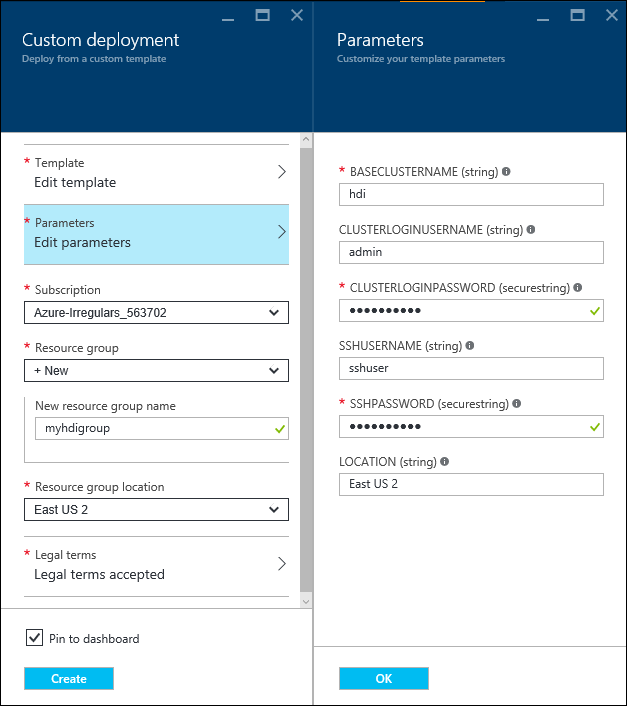 Custom deployment
Deploy from a custom template
* Template
Edit template
* Parameters
Edit parameters
* Subscription
Azure-Irregulars_563702
* Resource group
+ New
New resource group name
myhdigroup
* Resource group location
East US 2
* Legal terms
Legal terms accepted
Pin to dashboard
Create
Parameters
Customize your template parameters
* BASECLUSTERNAME (string)
hdi
CLUSTERLOGINUSERNAME (string)
admin
* CLUSTERLOGINPASSWORD (securestring)
••••••••••
SSHUSERNAME (string)
sshuser
* SSHPASSWORD (securestring)
••••••••••
LOCATION (string)
East US 2
OK